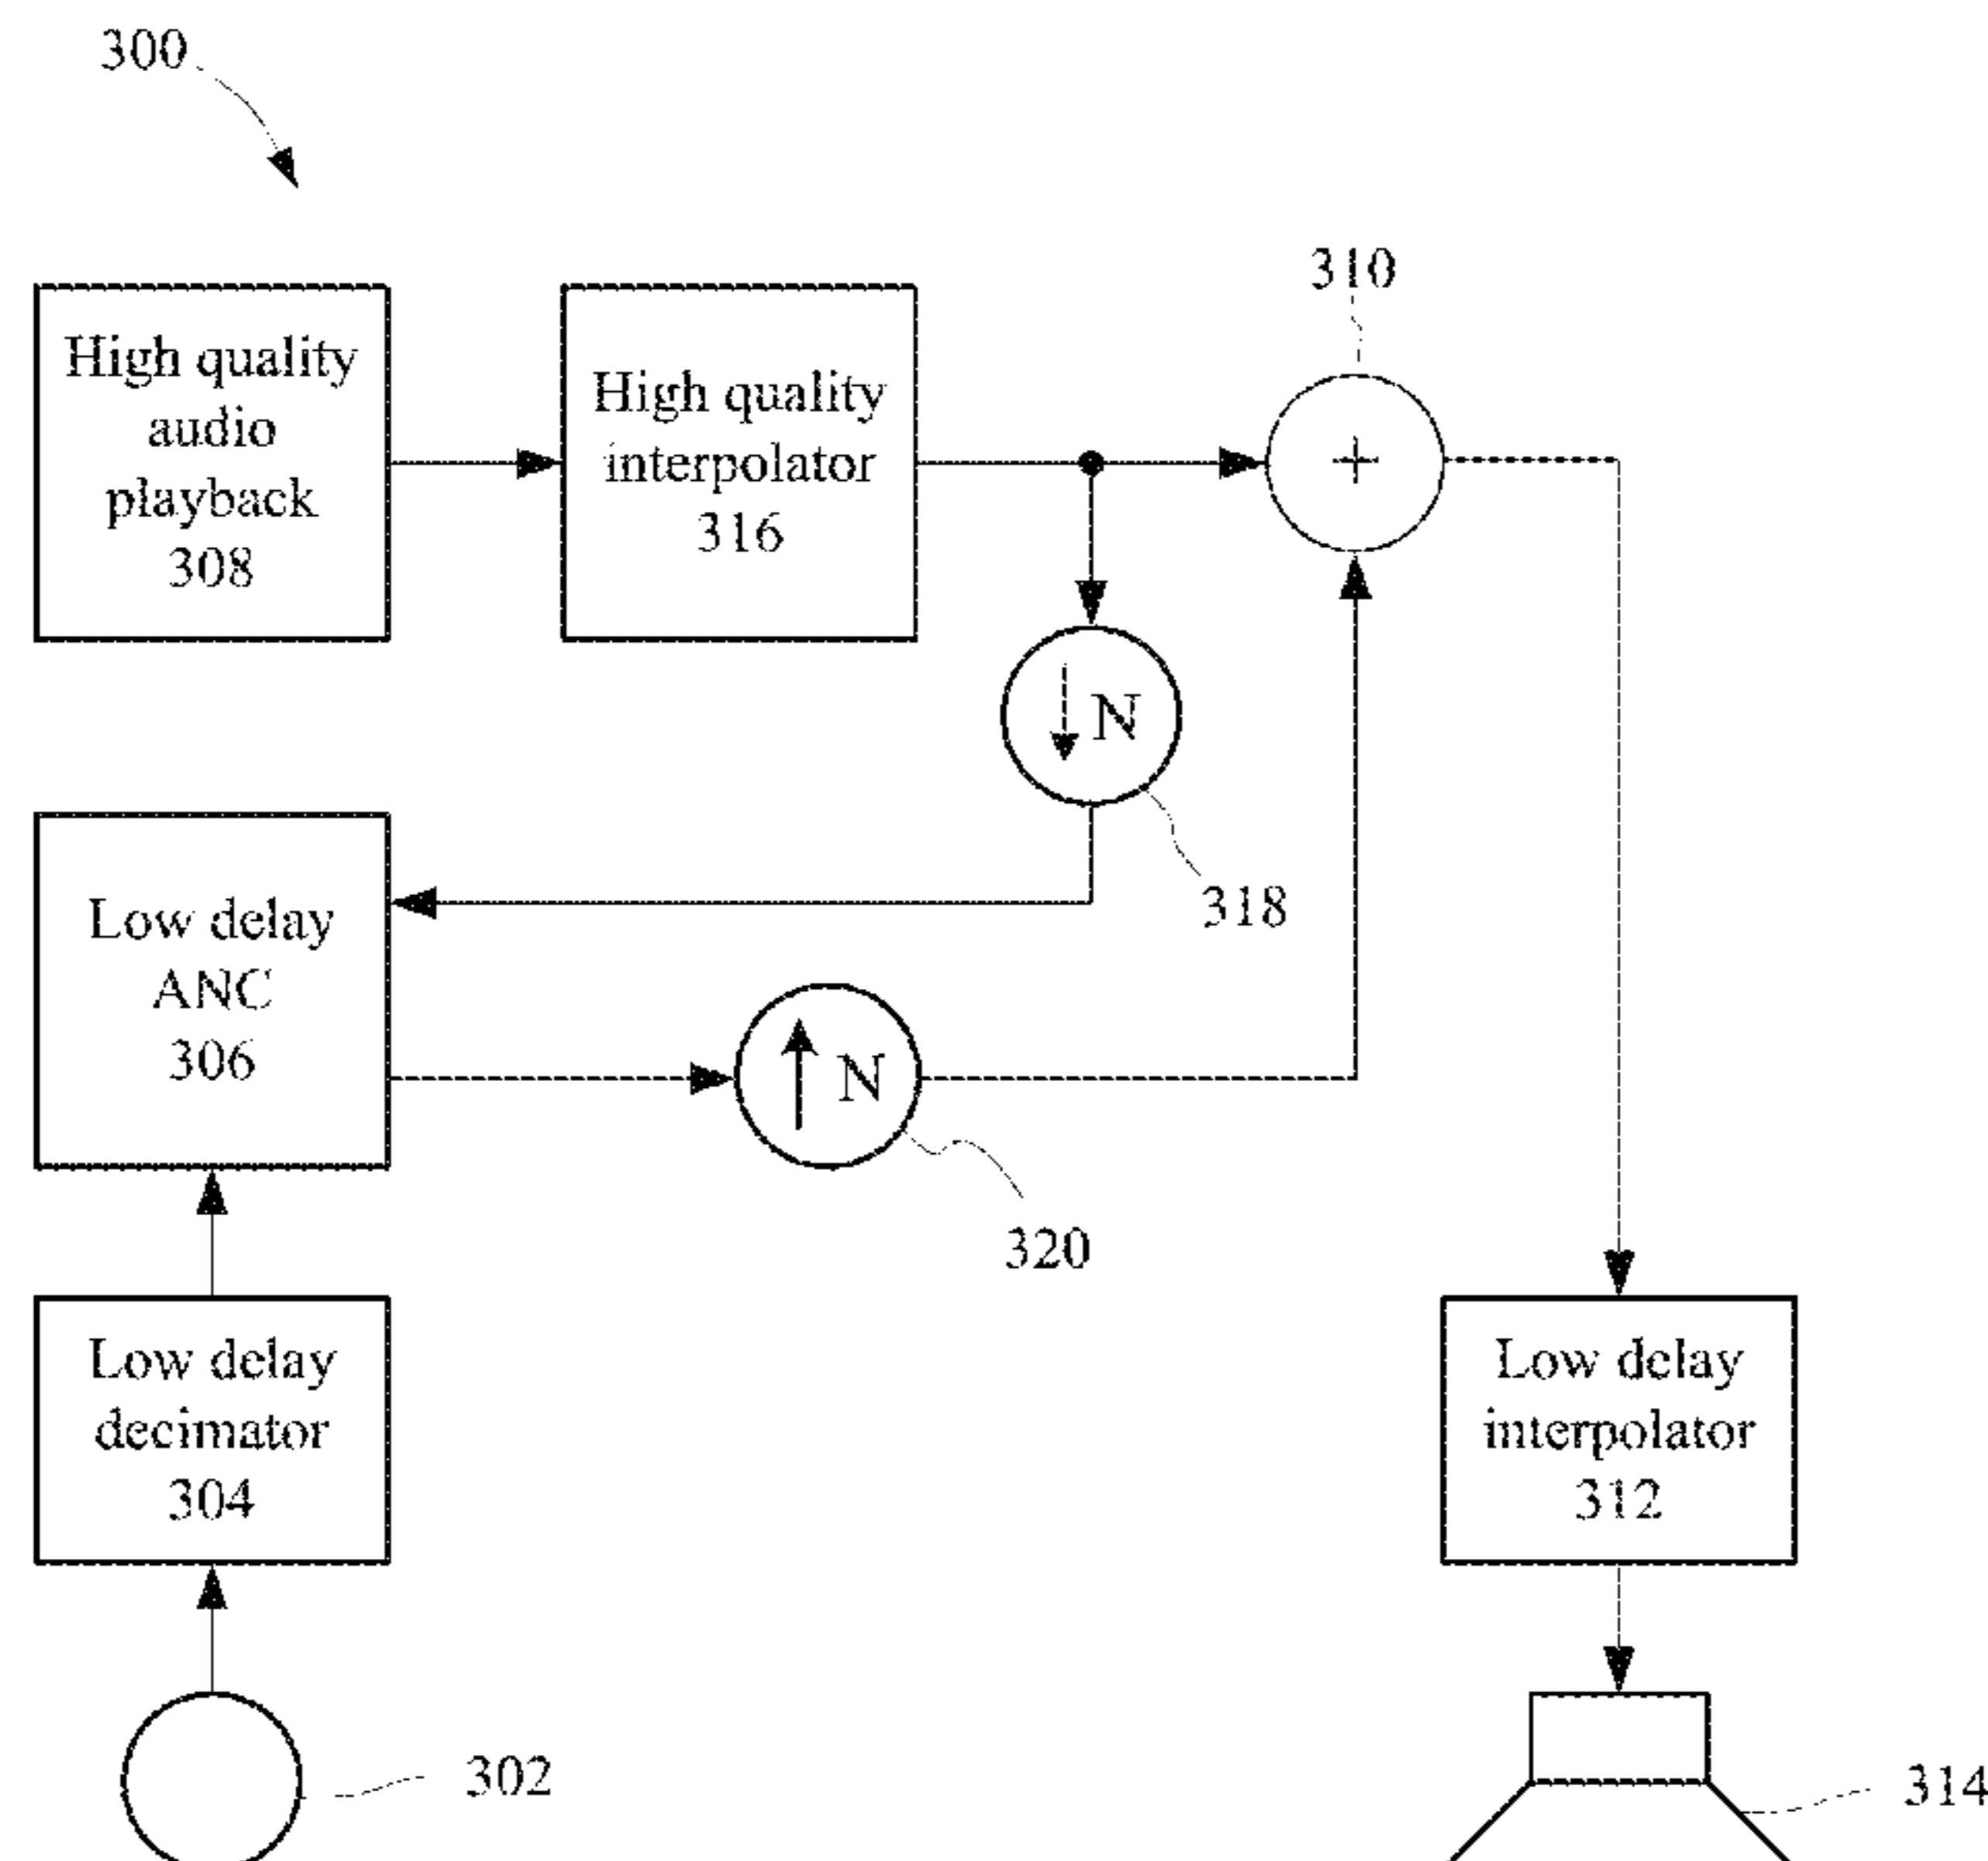 300
310
High quality
audio
playback
308
High quality
interpolator
316
+
N
318
Low delay
ANC
306
N
320
Low delay
decimator
304
Low delay
interpolator
312
302
314